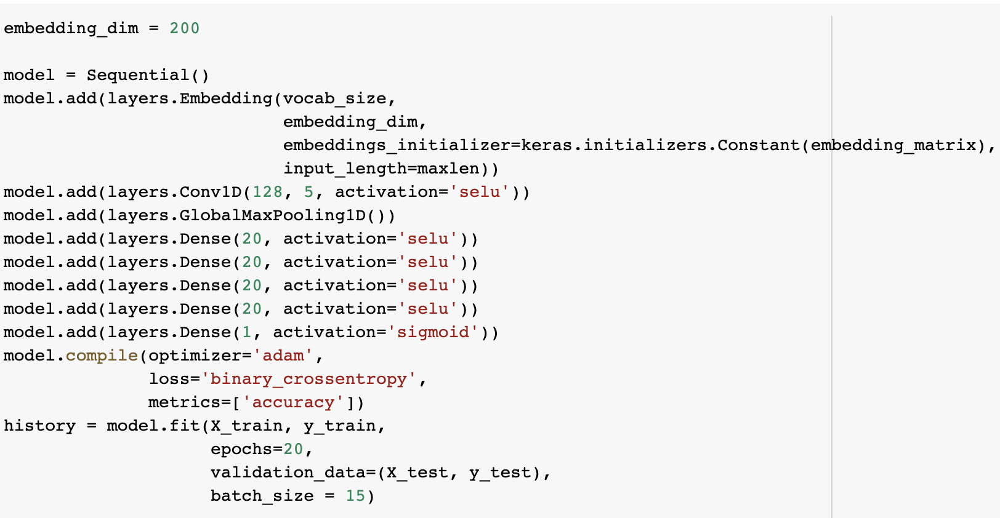 embedding_dim = 200
model = Sequential()
model.add(layers.Embedding(vocab_size,
embedding_dim,
embeddings_initializer=keras.initializers.Constant(embedding_matrix),
input_length=maxlen))
model.add(layers.Conv1D(128, 5, activation='selu'))
model.add(layers.GlobalMaxPooling1D())
model.add(layers.Dense(20, activation='selu'))
model.add(layers.Dense(20, activation='selu'))
model.add(layers.Dense(20, activation='selu'))
model.add(layers.Dense(20, activation='selu'))
model.add(layers.Dense(1, activation='sigmoid'))
model.compile(optimizer='adam',
loss='binary_crossentropy',
metrics=['accuracy'])
history = model.fit(X_train, y_train,
epochs=20,
validation_data=(X_test, y_test),
batch_size = 15)